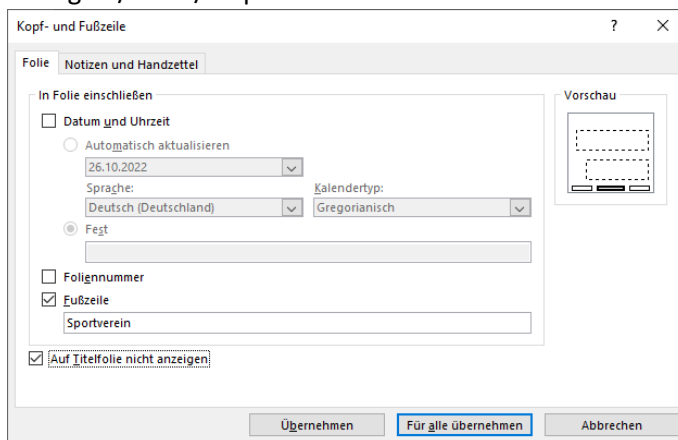 Kopf- und Fußzeile ?
Folie Notizen und Handzettel
In Folie einschließen Vorschau
Datum und Uhrzeit
Automatisch aktualisieren
26.10.2022
Sprache: Kalendertyp:
Deutsch (Deutschland) Gregorianisch
Fest
Foliennummer
Fußzeile
Sportverein
Auf Titelfolie nicht anzeigen
Übernehmen Für alle übernehmen Abbrechen